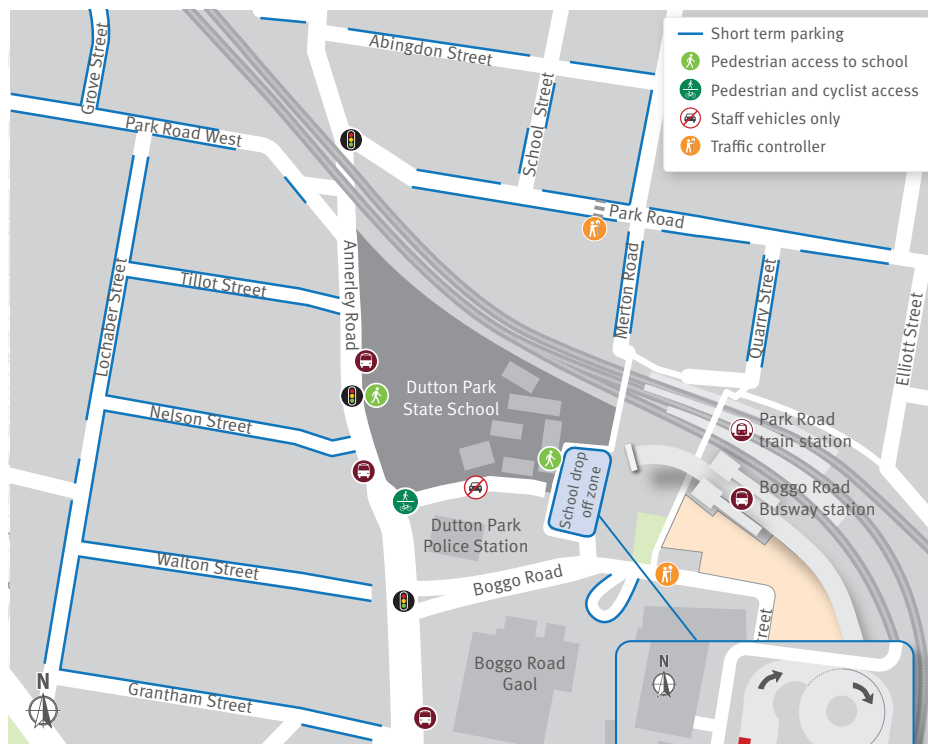 Short term parking
Pedestrian access to school
Pedestrian and cyclist access
Staff vehicles only
Traffic controller
Grove Street
Abingdon Street
School Street
Park Road West
Park Road
Annerley Road
Merton Road
Quarry Street
Elliott Street
Lochaber Street
Tillot Street
Dutton Park
State School
Nelson Street
Park Road
train station
School drop
off zone
Boggo Road
Busway station
Dutton Park
Police Station
Walton Street
Boggo Road
Boggo Road
Gaol
N
N
Grantham Street